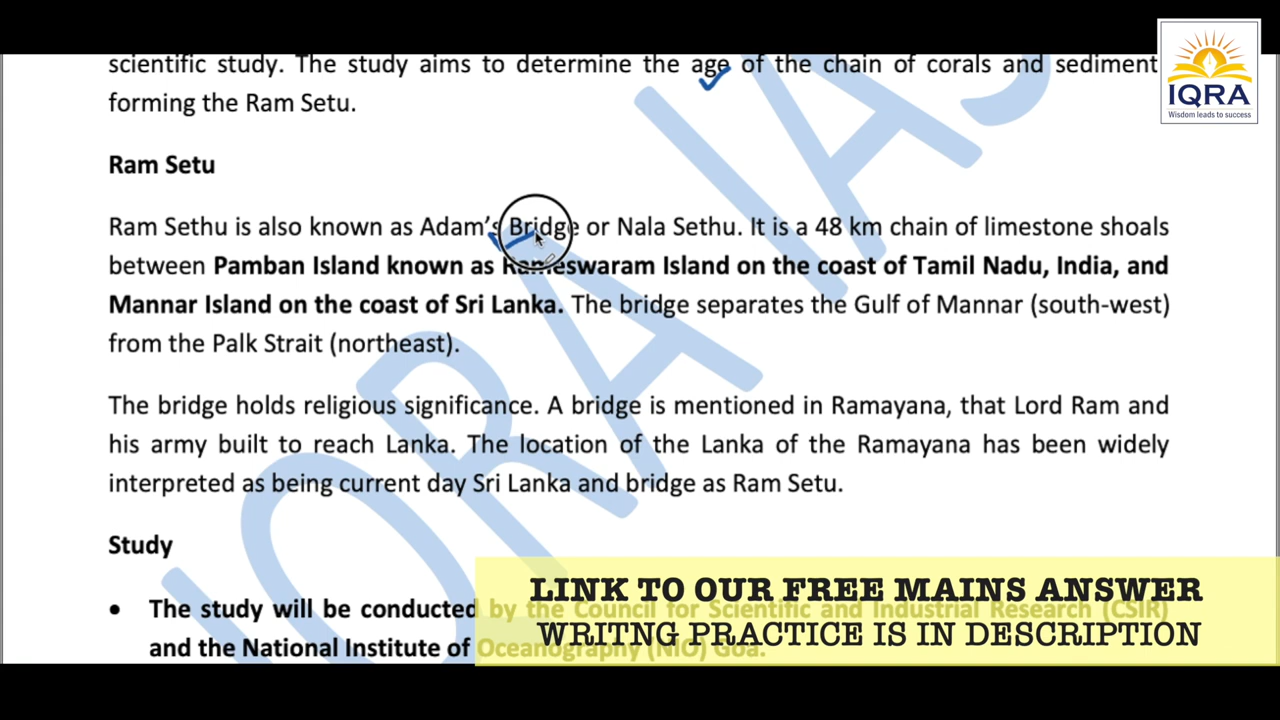 scientific study. The study aims to determine the age of the chain of corals and sediment
forming the Ram Setu.
IQRA
Wisdom leads to success
Ram Setu
Ram Sethu is also known as Adam's Bridge or Nala Sethu. It is a 48 km chain of limestone shoals
between Pamban Island known as Rameswaram Island on the coast of Tamil Nadu, India, and
Mannar Island on the coast of Sri Lanka. The bridge separates the Gulf of Mannar (south-west)
from the Palk Strait (northeast).
The bridge holds religious significance. A bridge is mentioned in Ramayana, that Lord Ram and
his army built to reach Lanka. The location of the Lanka of the Ramayana has been widely
interpreted as being current day Sri Lanka and bridge as Ram Setu.
Study
• The study will be conducted by the Council for Scientific and Industrial Research (CSIR)
and the National Institute of Oceanography (NIO) Goa.
LINK TO OUR FREE MAINS ANSWER
WRITNG PRACTICE IS IN DESCRIPTION
IQRA IAS